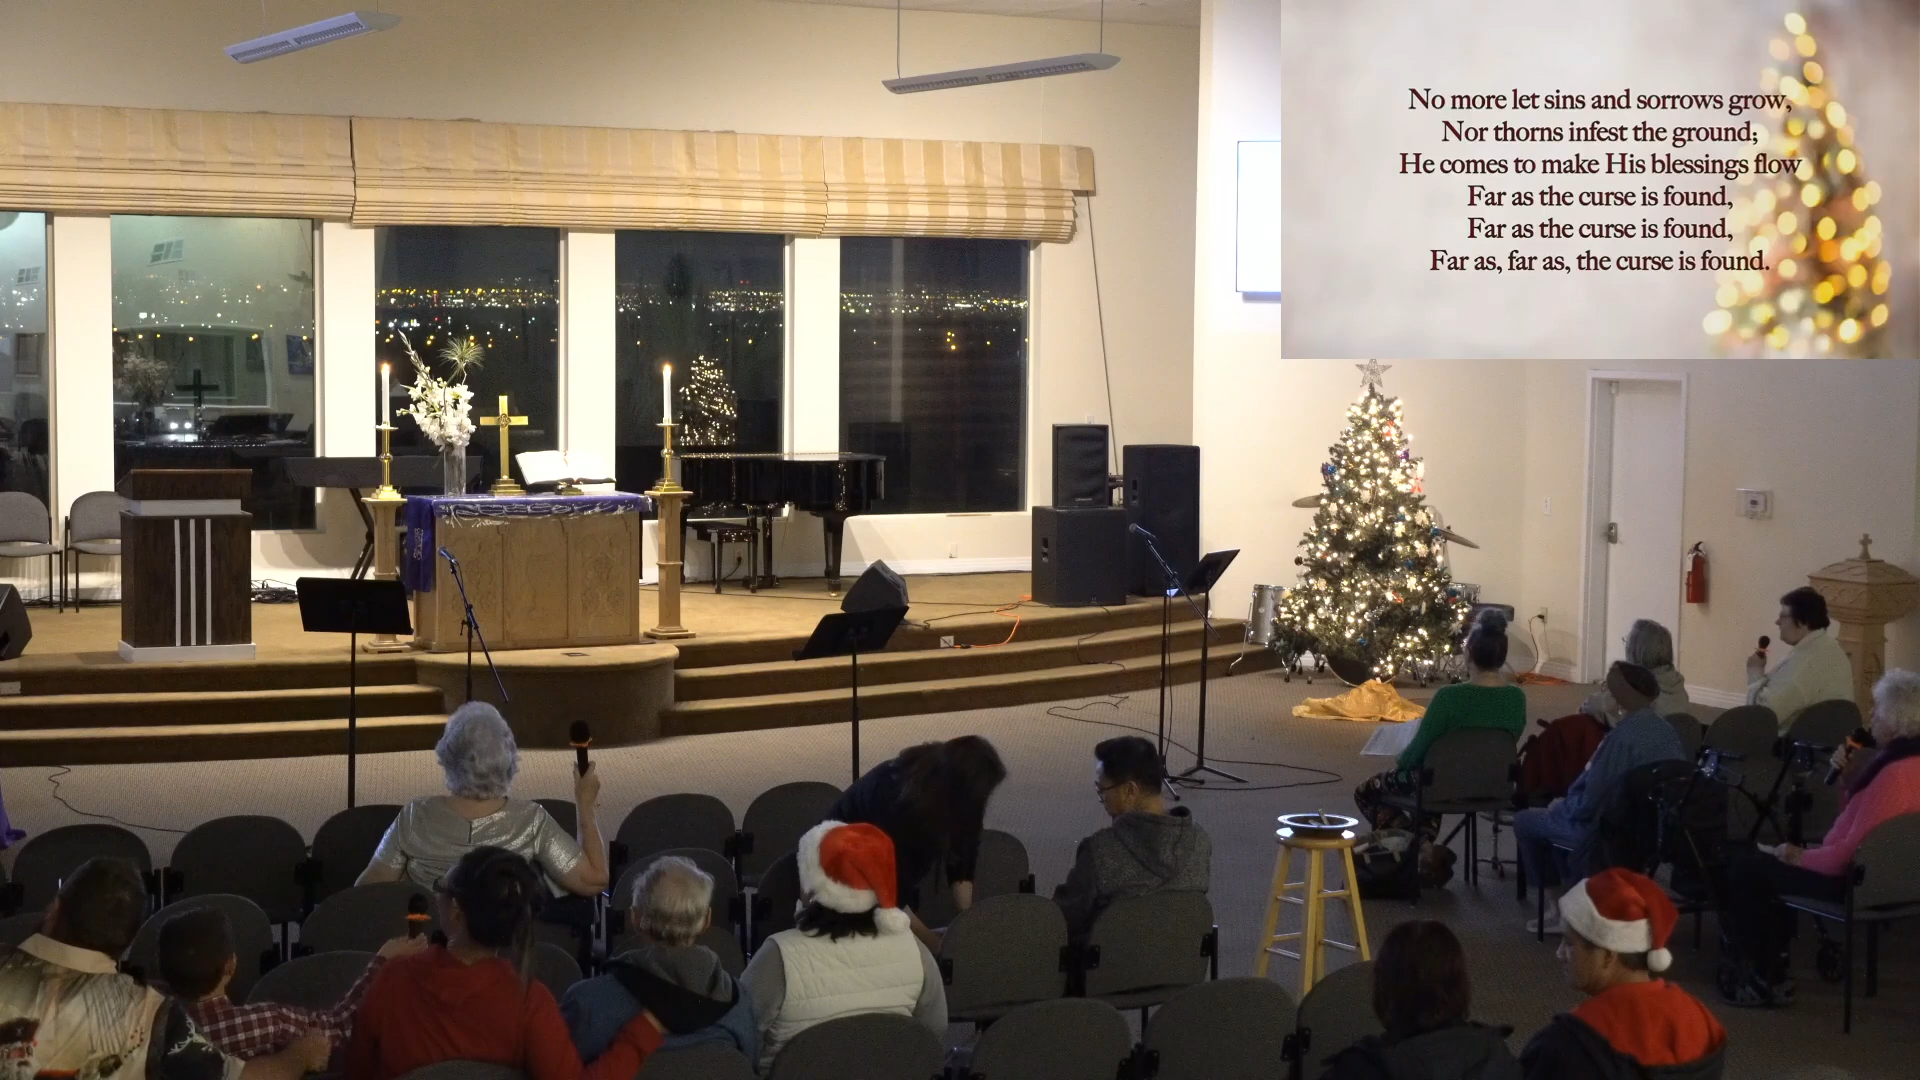 No more let sins and sorrows grow,
Nor thorns infest the ground;
He comes to make His blessings flow
Far as the curse is found,
Far as the curse is found,
Far as, far as, the curse is found.